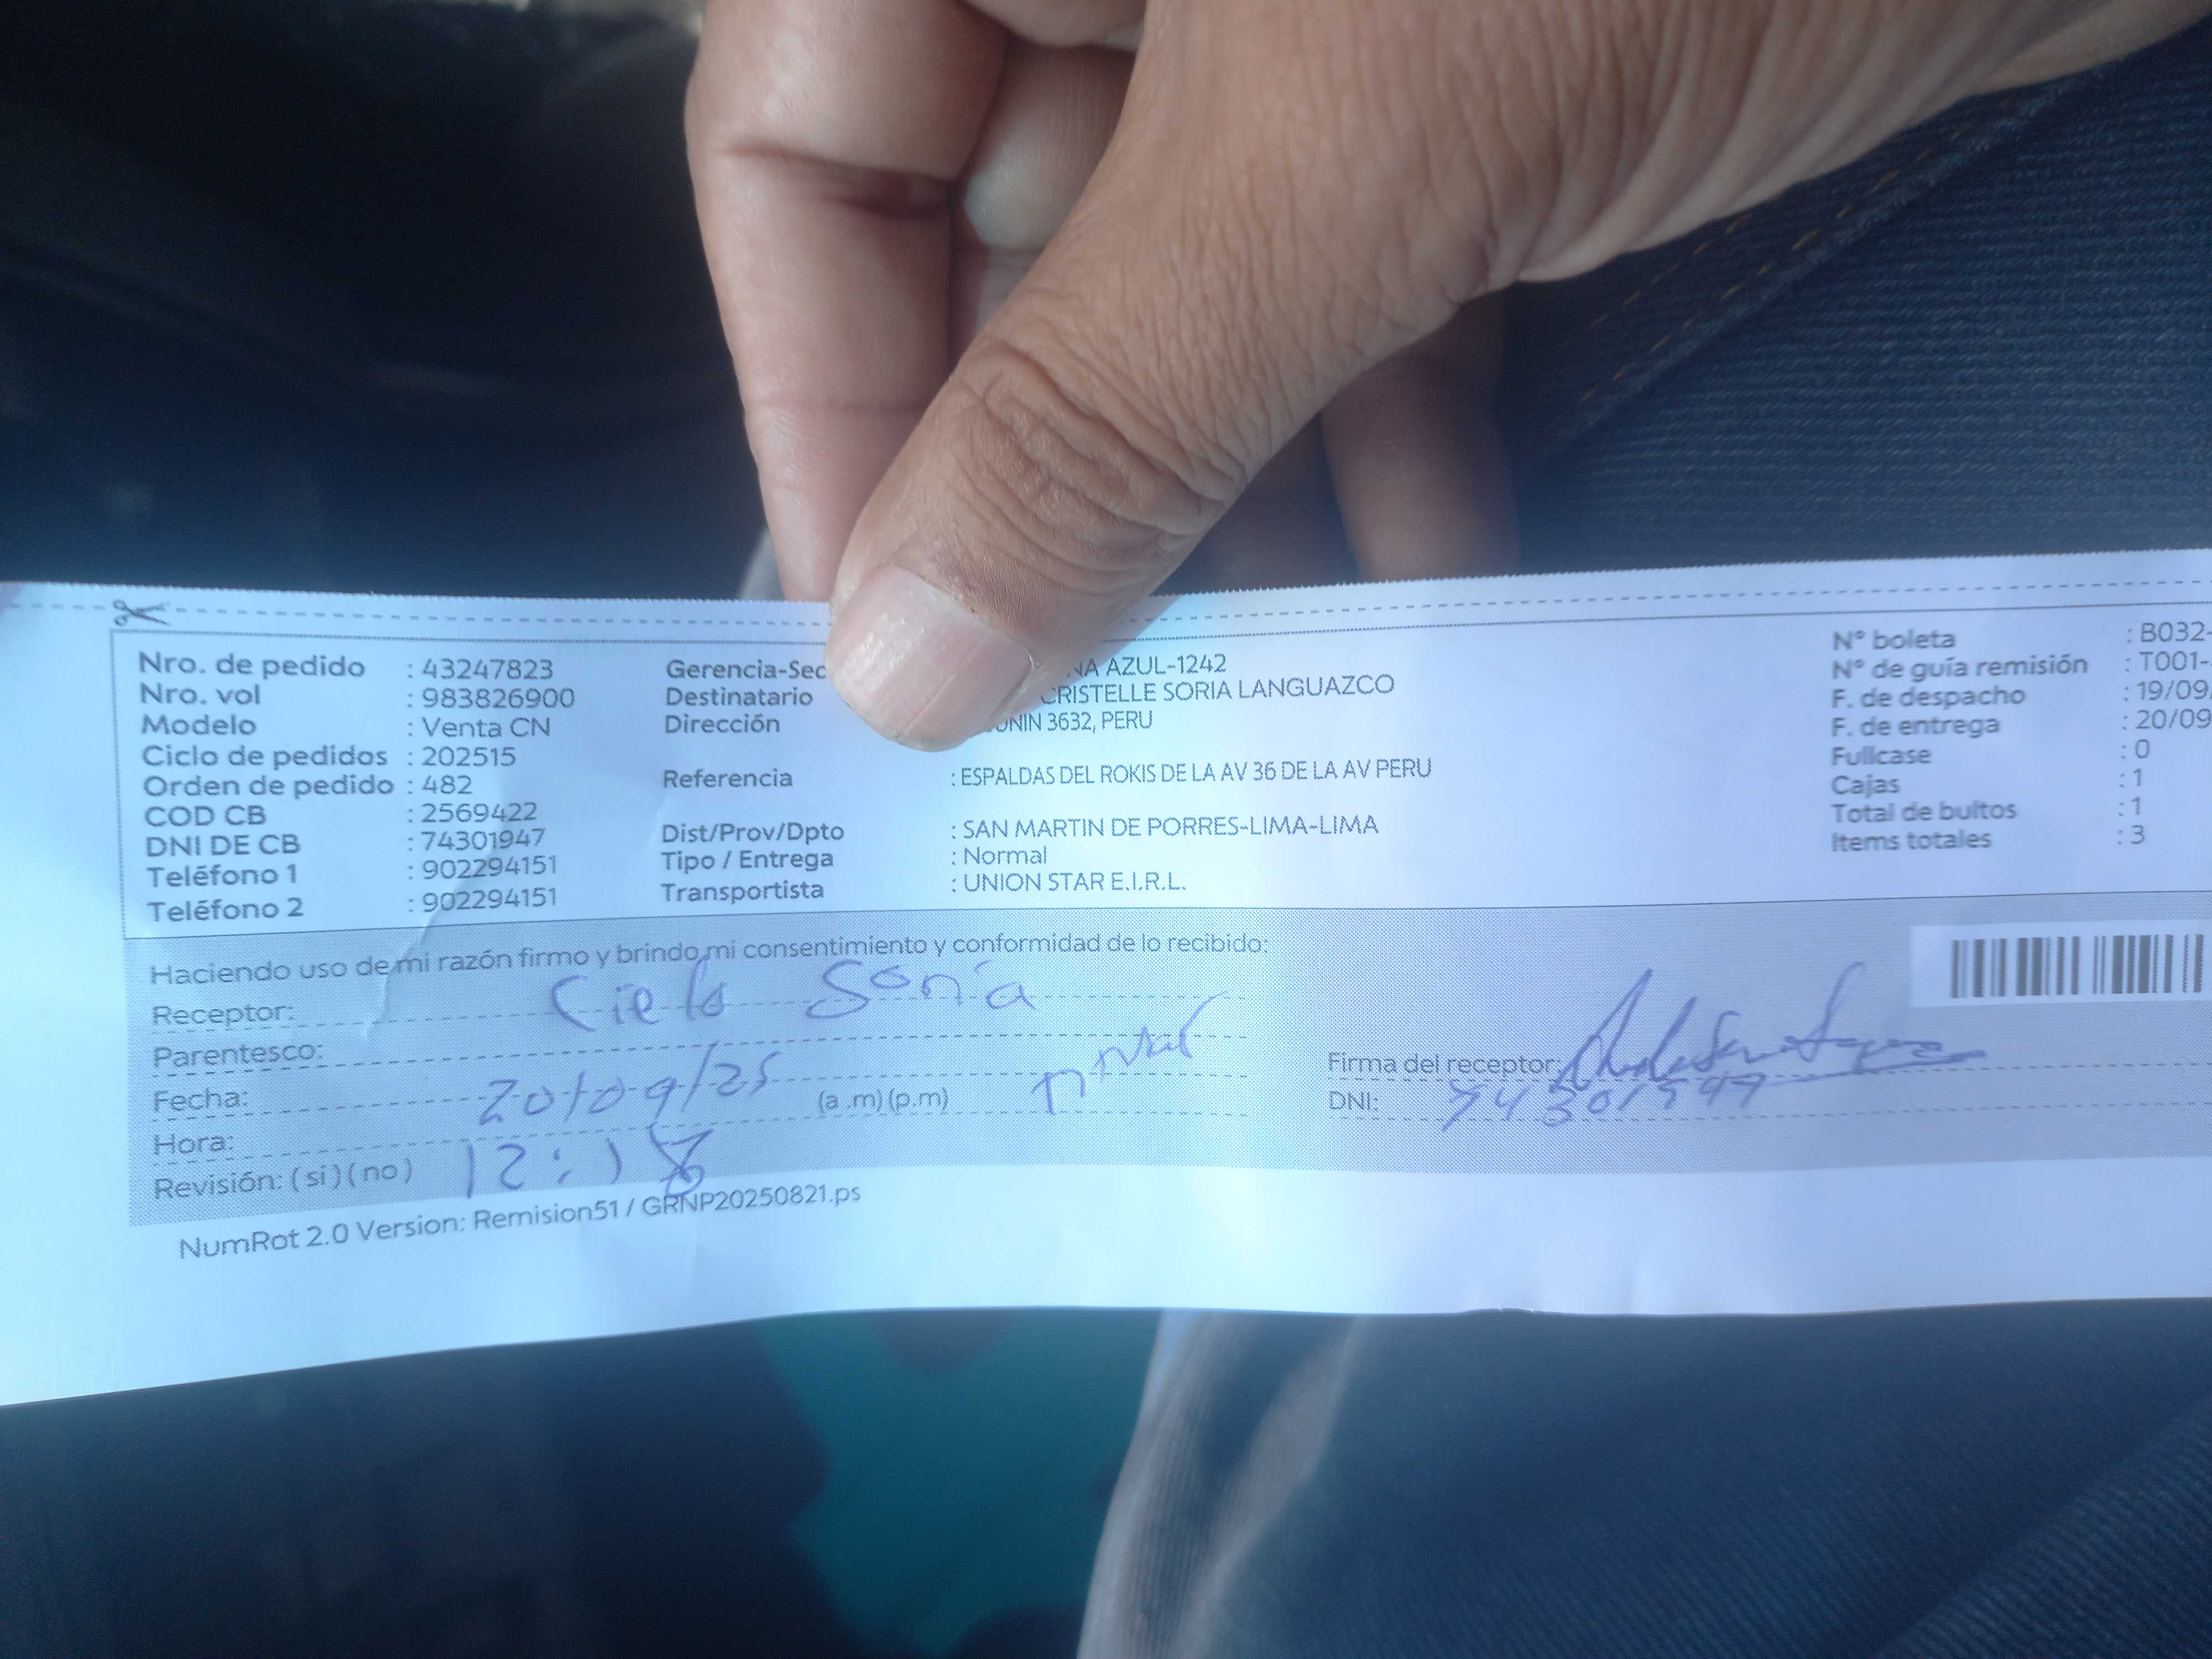 Nro. de pedido : 43247823
Nro. vol : 983826900
Modelo : Venta CN
Ciclo de pedidos : 202515
Orden de pedido : 482
COD CB : 2569422
DNI DE CB : 74301947
Teléfono 1 : 902294151
Teléfono 2 : 902294151
Gerencia-Sec AZUL-1242
Destinatario CRISTELLE SORIA LANGUAZCO
Dirección 3632, PERU
Referencia : ESPALDAS DEL ROKIS DE LA AV 36 DE LA AV PERU
Dist/Prov/Dpto : SAN MARTIN DE PORRES-LIMA-LIMA
Tipo / Entrega : Normal
Transportista : UNION STAR E.I.R.L.
N° boleta : B032-
N° de guía remisión : T001-
F. de despacho : 19/09
F. de entrega : 20/09
Fullcase : 0
Cajas : 1
Total de bultos : 1
Items totales : 3
Haciendo uso de mi razón firmo y brindo mi consentimiento y conformidad de lo recibido:
Receptor: Cielo Soria
Parentesco:
Fecha: 20/09/25 (a .m) (p.m)
Hora: 12:18
Revisión: ( si ) ( no )
Firma del receptor:
DNI: 74301947
NumRot 2.0 Version: Remision51 / GRNP20250821.ps